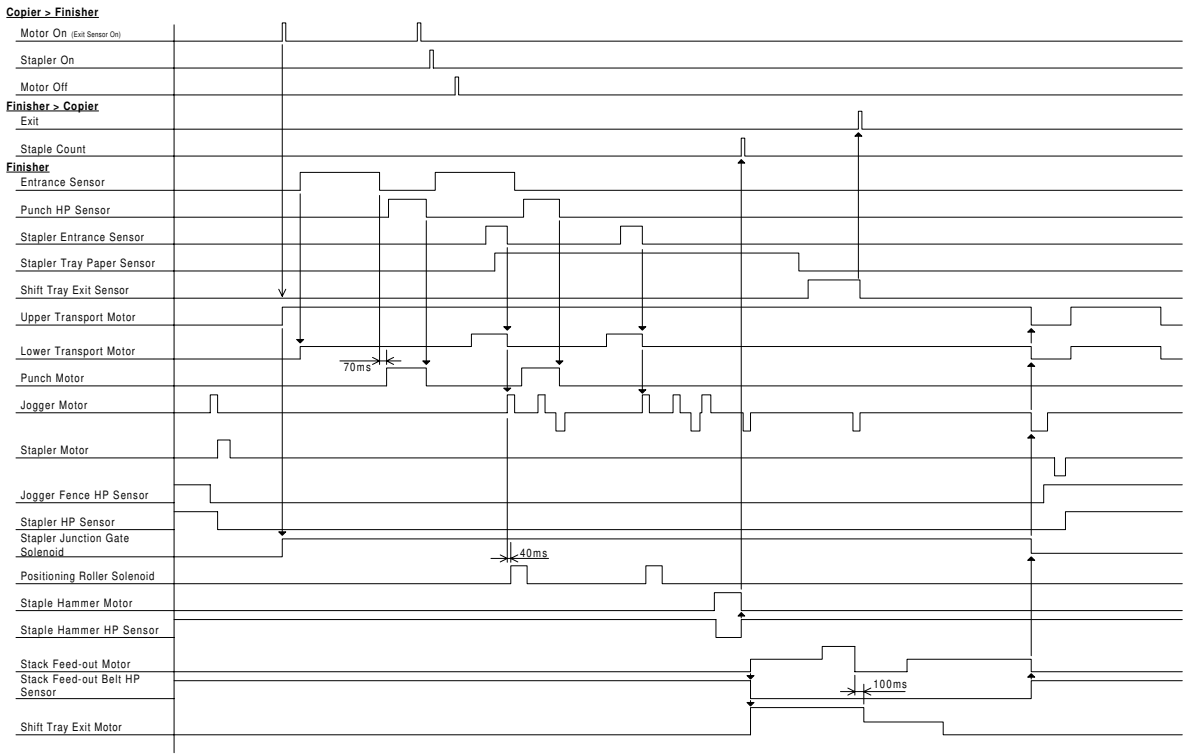 Copier > Finisher
Motor On (Exit Sensor On)
Stapler On
Motor Off
Finisher > Copier
Exit
Staple Count
Finisher
Entrance Sensor
Punch HP Sensor
Stapler Entrance Sensor
Stapler Tray Paper Sensor
Shift Tray Exit Sensor
Upper Transport Motor
Lower Transport Motor
70ms
Punch Motor
Jogger Motor
Stapler Motor
Jogger Fence HP Sensor
Stapler HP Sensor
Stapler Junction Gate
Solenoid
40ms
Positioning Roller Solenoid
Staple Hammer Motor
Staple Hammer HP Sensor
Stack Feed-out Motor
Stack Feed-out Belt HP
Sensor
100ms
Shift Tray Exit Motor